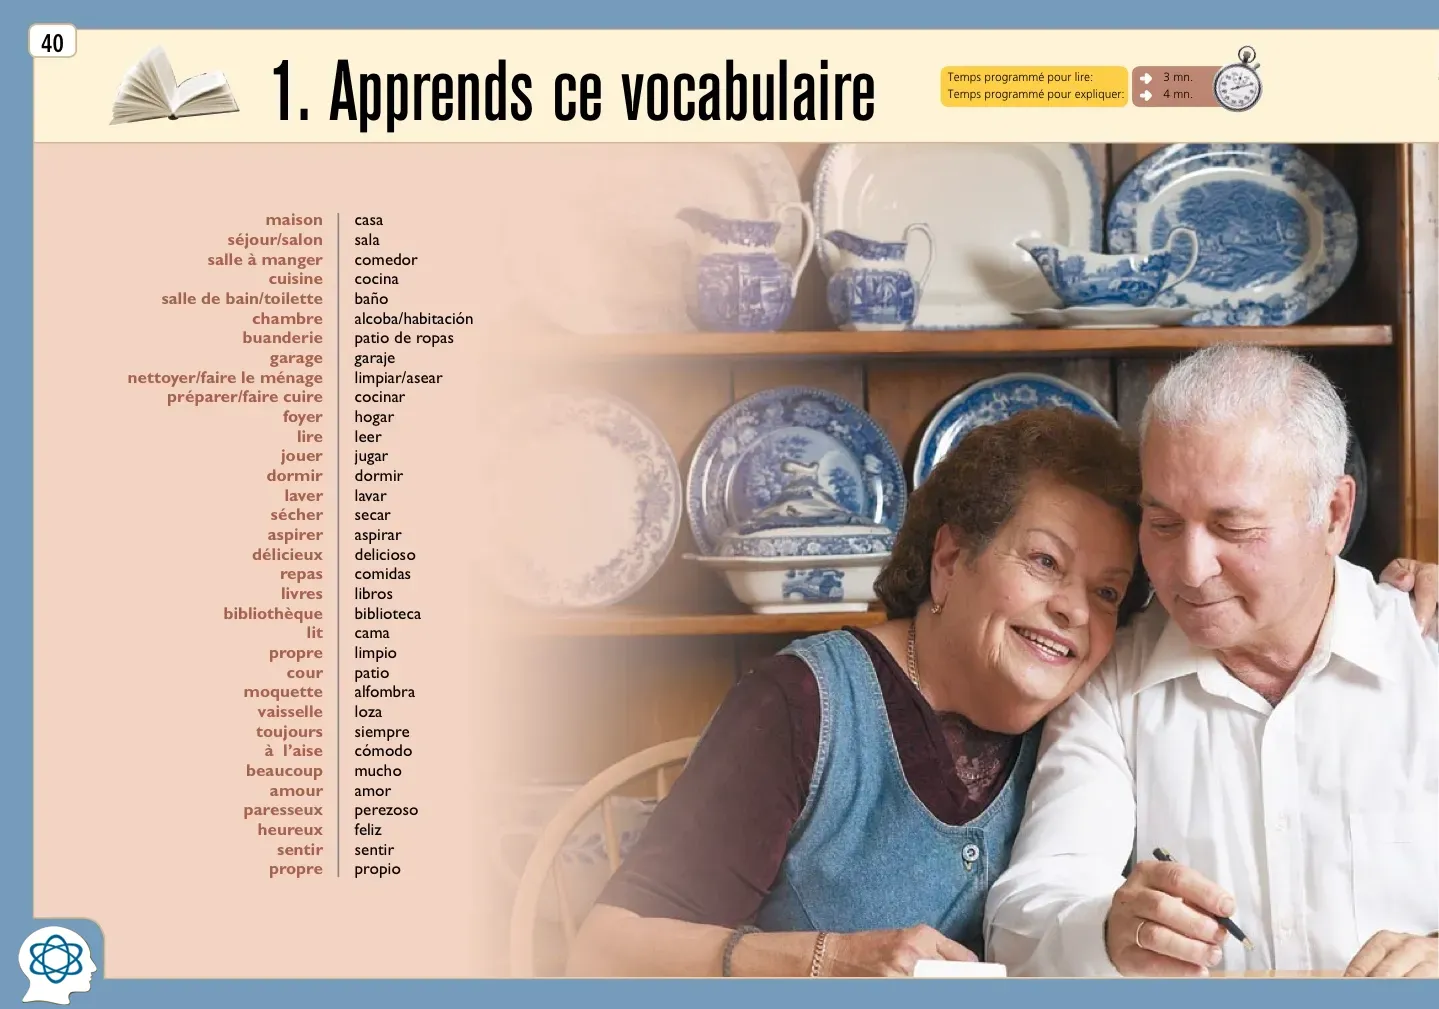 40
1. Apprends ce vocabulaire
Temps programmé pour lire: 3 mn.
Temps programmé pour expliquer: 4 mn.
maison casa
séjour/salon sala
salle à manger comedor
cuisine cocina
salle de bain/toilette baño
chambre alcoba/habitación
buanderie patio de ropas
garage garaje
nettoyer/faire le ménage limpiar/asear
préparer/faire cuire cocinar
foyer hogar
lire leer
jouer jugar
dormir dormir
laver lavar
sécher secar
aspirer aspirar
délicieux delicioso
repas comidas
livres libros
bibliothèque biblioteca
lit cama
propre limpio
cour patio
moquette alfombra
vaisselle loza
toujours siempre
à l’aise cómodo
beaucoup mucho
amour amor
paresseux perezoso
heureux feliz
sentir sentir
propre propio